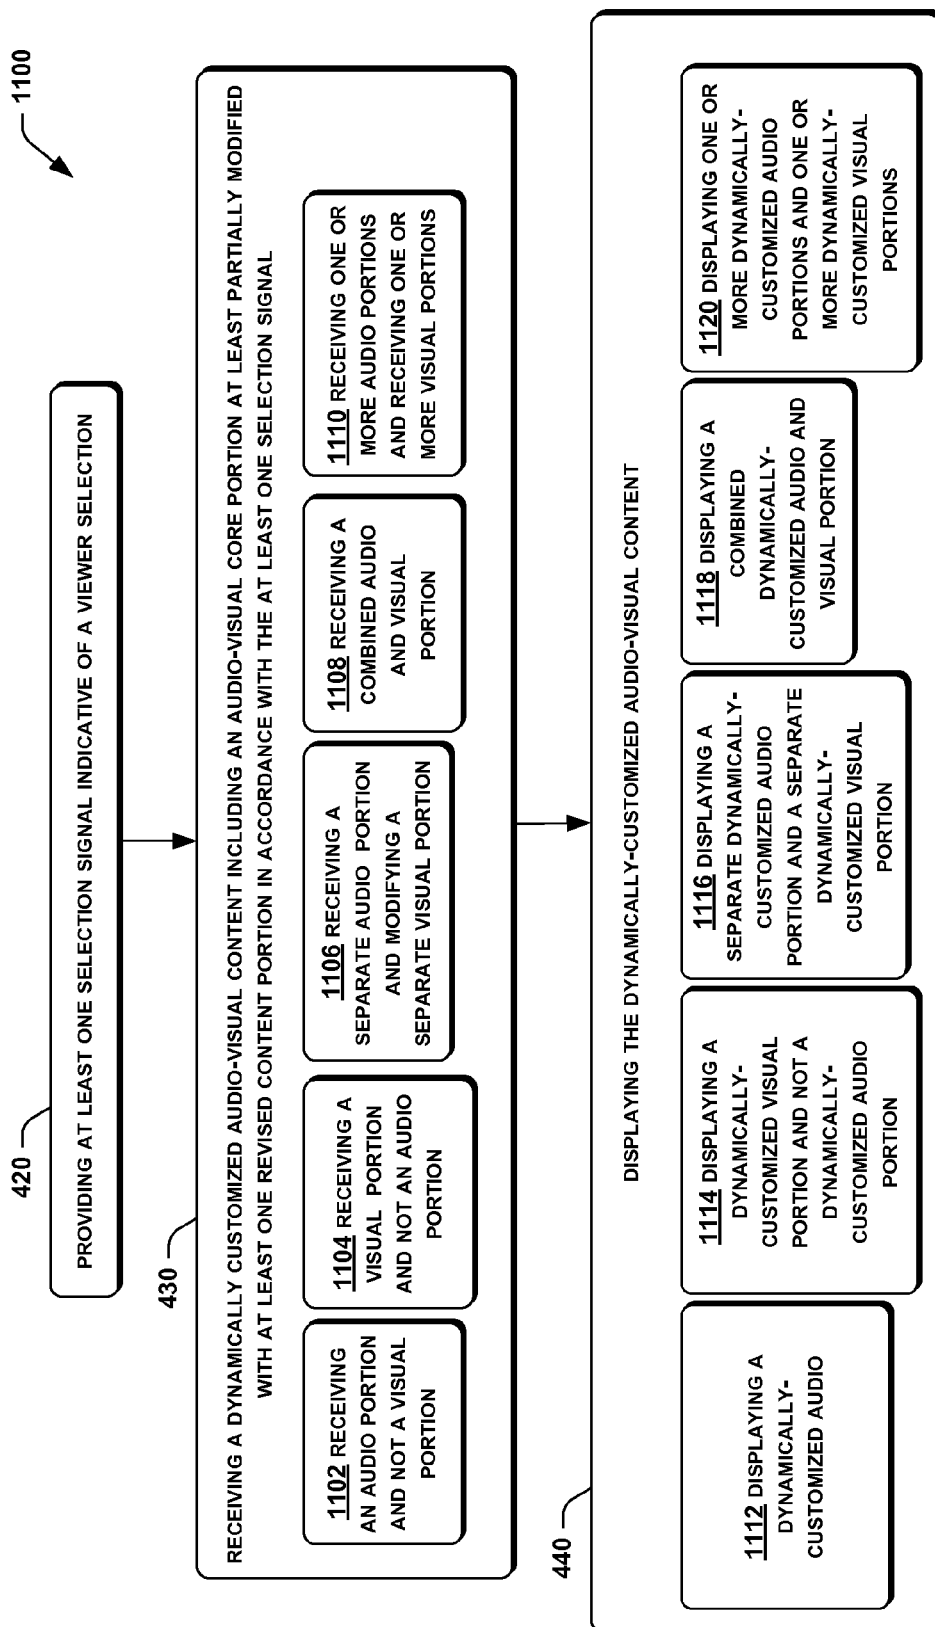 1100
420
PROVIDING AT LEAST ONE SELECTION SIGNAL INDICATIVE OF A VIEWER SELECTION
430
RECEIVING A DYNAMICALLY CUSTOMIZED AUDIO-VISUAL CONTENT INCLUDING AN AUDIO-VISUAL CORE PORTION AT LEAST PARTIALLY MODIFIED
WITH AT LEAST ONE REVISED CONTENT PORTION IN ACCORDANCE WITH THE AT LEAST ONE SELECTION SIGNAL
1102 RECEIVING
AN AUDIO PORTION
AND NOT A VISUAL
PORTION
1104 RECEIVING A
VISUAL PORTION
AND NOT AN AUDIO
PORTION
1106 RECEIVING A
SEPARATE AUDIO PORTION
AND MODIFYING A
SEPARATE VISUAL PORTION
1108 RECEIVING A
COMBINED AUDIO
AND VISUAL
PORTION
1110 RECEIVING ONE OR
MORE AUDIO PORTIONS
AND RECEIVING ONE OR
MORE VISUAL PORTIONS
440
DISPLAYING THE DYNAMICALLY-CUSTOMIZED AUDIO-VISUAL CONTENT
1112 DISPLAYING A
DYNAMICALLY-
CUSTOMIZED AUDIO
1114 DISPLAYING A
DYNAMICALLY-
CUSTOMIZED VISUAL
PORTION AND NOT A
DYNAMICALLY-
CUSTOMIZED AUDIO
PORTION
1116 DISPLAYING A
SEPARATE DYNAMICALLY-
CUSTOMIZED AUDIO
PORTION AND A SEPARATE
DYNAMICALLY-
CUSTOMIZED VISUAL
PORTION
1118 DISPLAYING A
COMBINED
DYNAMICALLY-
CUSTOMIZED AUDIO AND
VISUAL PORTION
1120 DISPLAYING ONE OR
MORE DYNAMICALLY-
CUSTOMIZED AUDIO
PORTIONS AND ONE OR
MORE DYNAMICALLY-
CUSTOMIZED VISUAL
PORTIONS